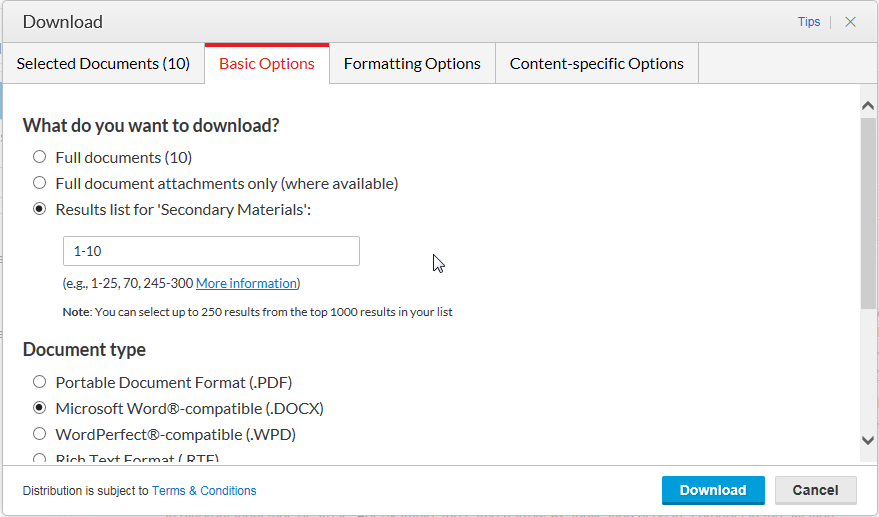 Download
Tips
Selected Documents (10)
Basic Options
Formatting Options
Content-specific Options
What do you want to download?
Full documents (10)
Full document attachments only (where available)
Results list for 'Secondary Materials':
1-10
(e.g., 1-25, 70, 245-300 More information)
Note: You can select up to 250 results from the top 1000 results in your list
Document type
Portable Document Format (.PDF)
Microsoft Word®-compatible (.DOCX)
WordPerfect®-compatible (.WPD)
Rich Text Format (.RTF)
Distribution is subject to Terms & Conditions
Download
Cancel